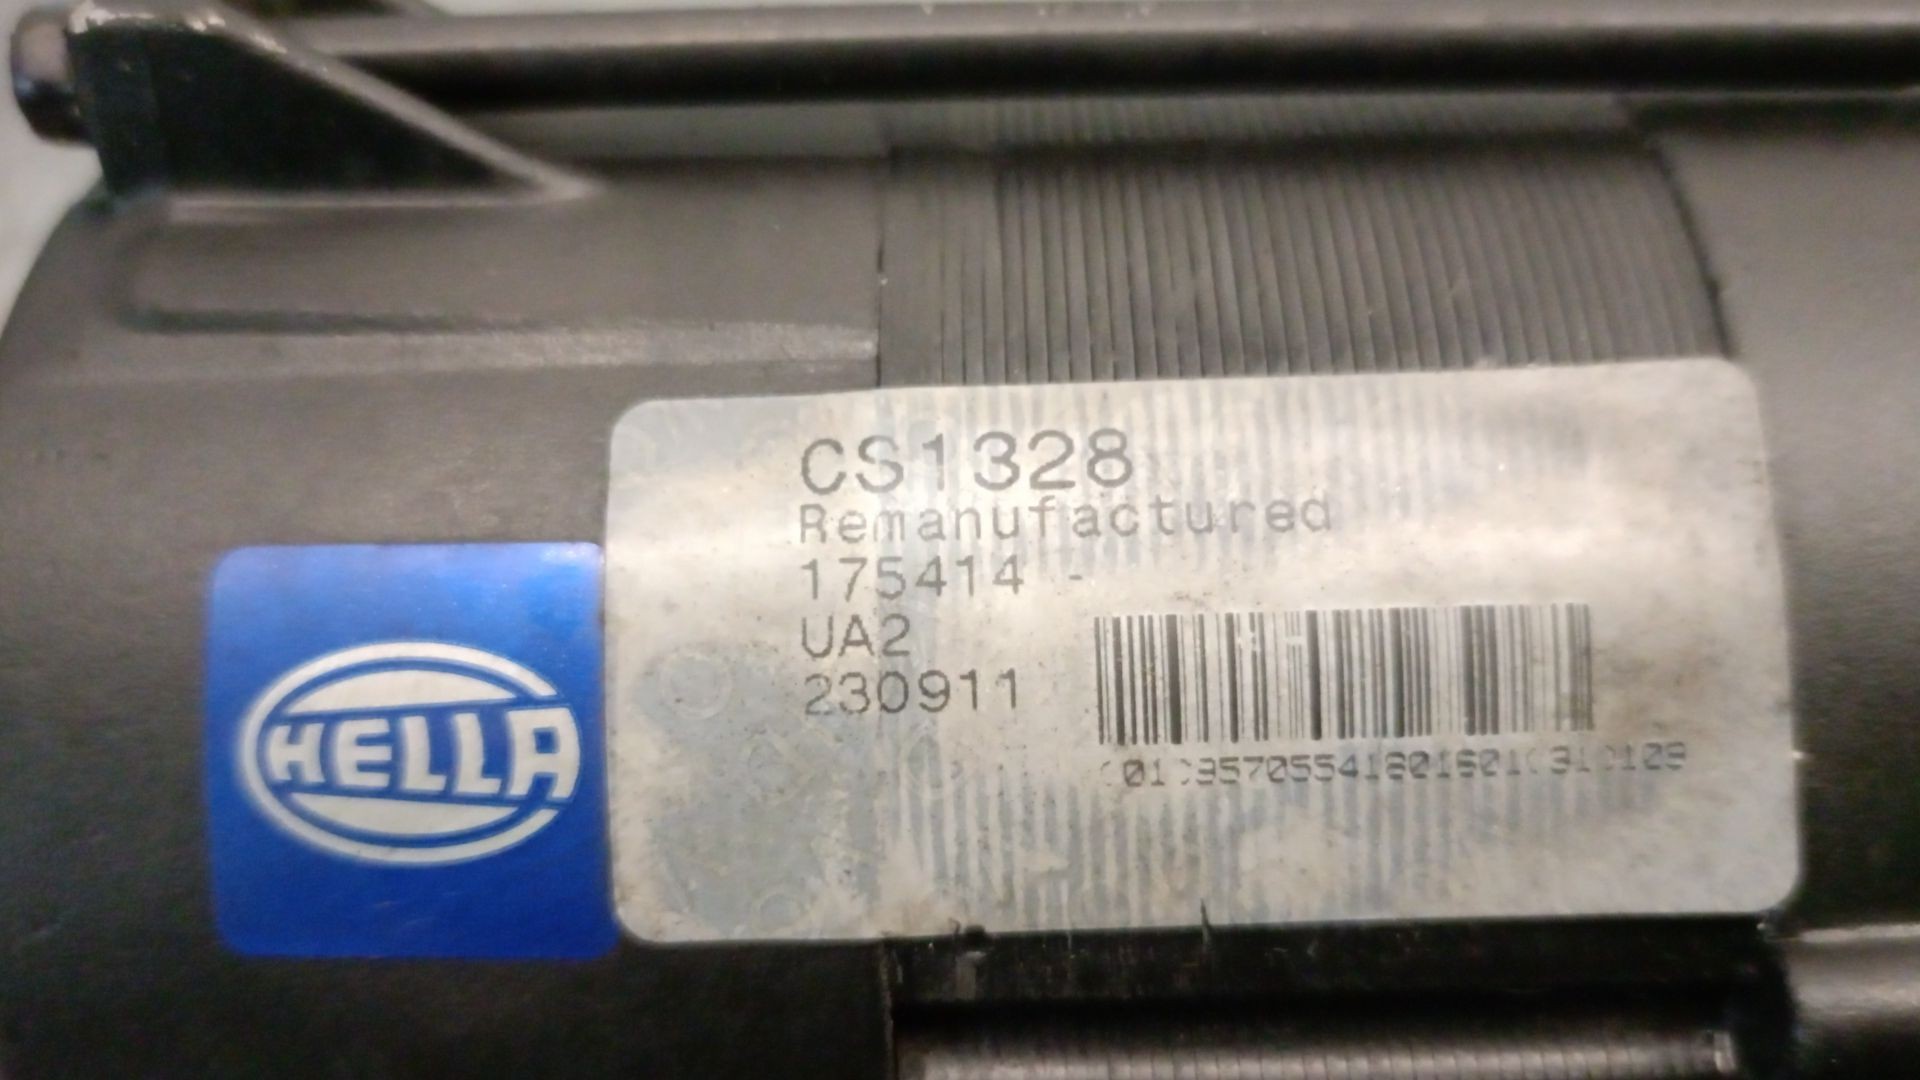 CS1328
Remanufactured
175414 -
UA2
230911
HELLA